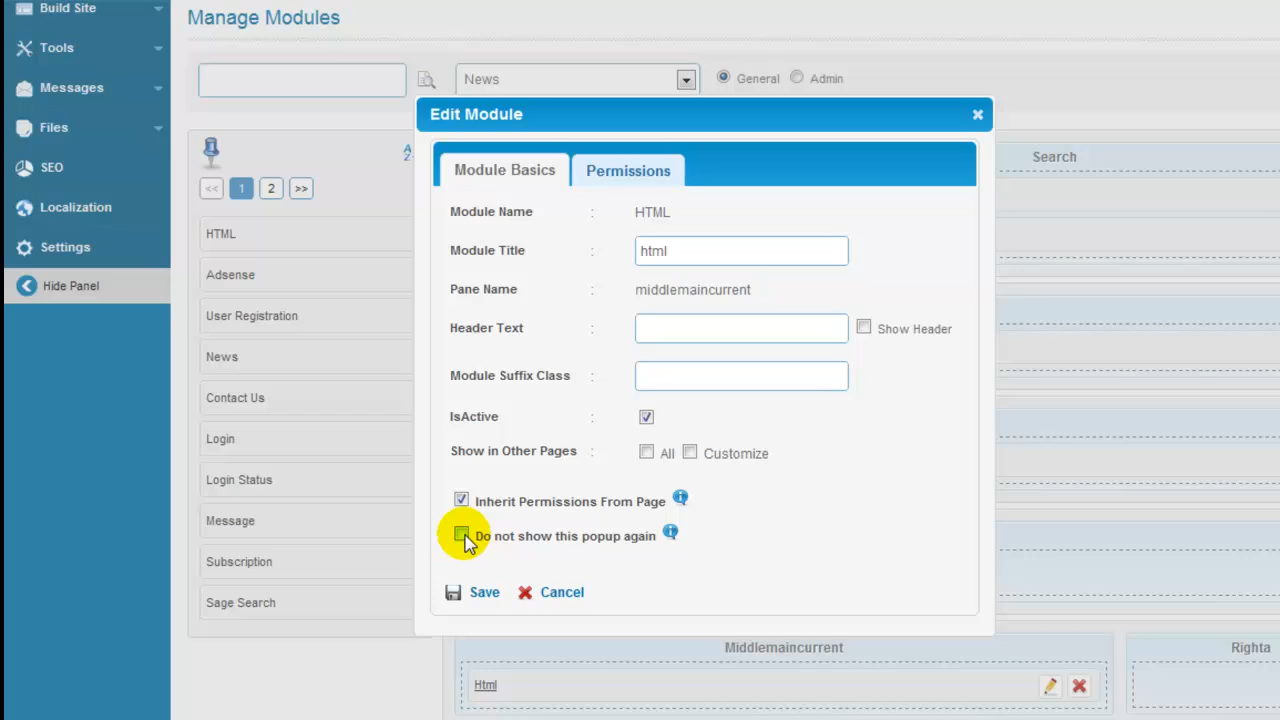 Build Site
Tools
Messages
Files
SEO
Localization
Settings
Hide Panel
Manage Modules
News
General
Admin
A
Z
<<
1
2
>>
HTML
Adsense
User Registration
News
Contact Us
Login
Login Status
Message
Subscription
Sage Search
Search
Edit Module
Module Basics
Permissions
Module Name : HTML
Module Title : html
Pane Name : middlemaincurrent
Header Text : Show Header
Module Suffix Class :
IsActive :
Show in Other Pages : All Customize
Inherit Permissions From Page
Do not show this popup again
Save Cancel
Middlemaincurrent
Html
Righta